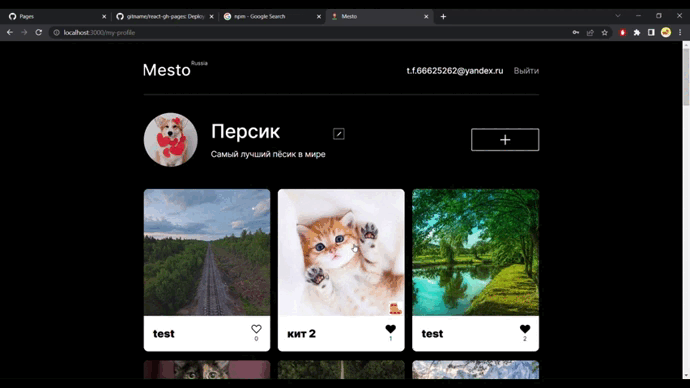 Pages
gitname/react-gh-pages: Deploy
npm - Google Search
Mesto
localhost:3000/my-profile
Mesto Russia
t.f.66625262@yandex.ru Выйти
Персик
Самый лучший пёсик в мире
test
0
кит 2
1
test
2